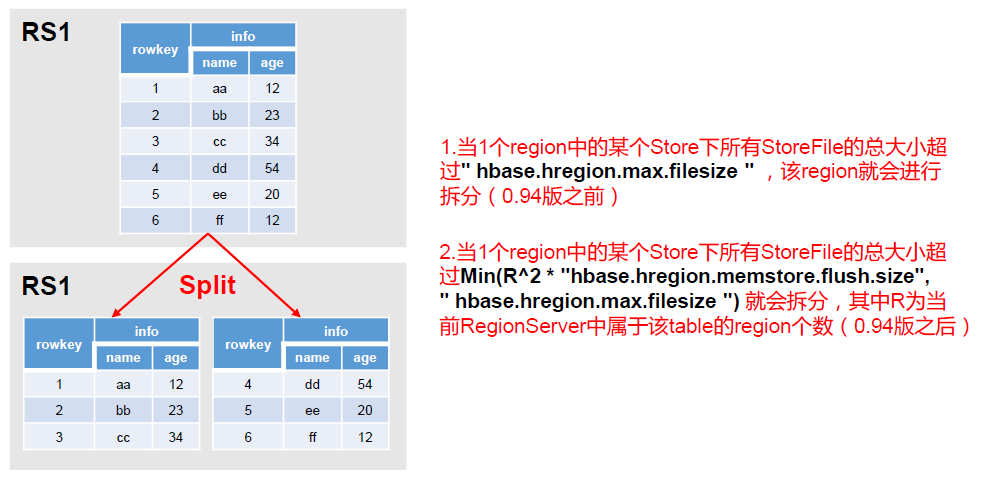 RS1
rowkey info
name age
1 aa 12
2 bb 23
3 cc 34
4 dd 54
5 ee 20
6 ff 12
Split
RS1
rowkey info
name age
1 aa 12
2 bb 23
3 cc 34
rowkey info
name age
4 dd 54
5 ee 20
6 ff 12
1.当1个region中的某个Store下所有StoreFile的总大小超
过" hbase.hregion.max.filesize " ，该region就会进行
拆分（0.94版之前）
2.当1个region中的某个Store下所有StoreFile的总大小超
过Min(R^2 * "hbase.hregion.memstore.flush.size",
" hbase.hregion.max.filesize ") 就会拆分，其中R为当
前RegionServer中属于该table的region个数（0.94版之后）